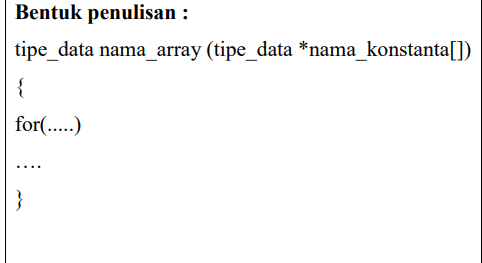 Bentuk penulisan :
tipe_data nama_array (tipe_data *nama_konstanta[])
{
for(.....)
….
}